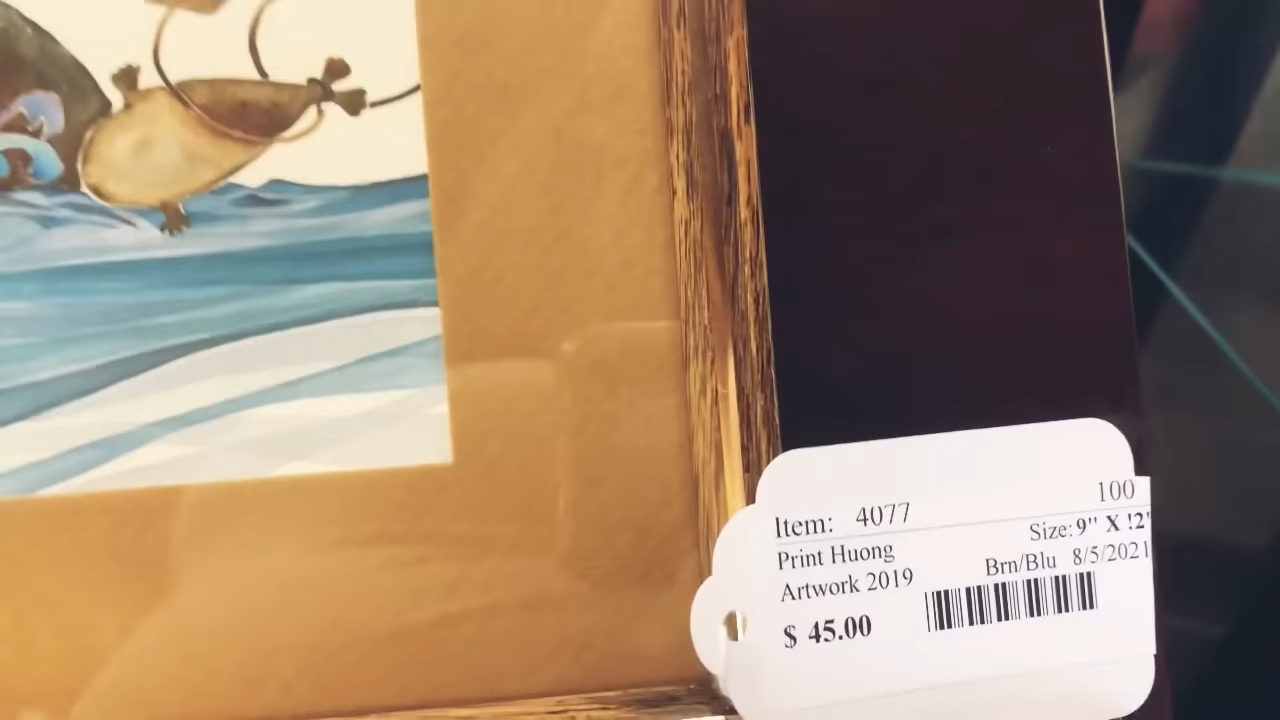 100
Item: 4077
Size: 9" X !2'
Print Huong
Brn/Blu 8/5/2021
Artwork 2019
$ 45.00